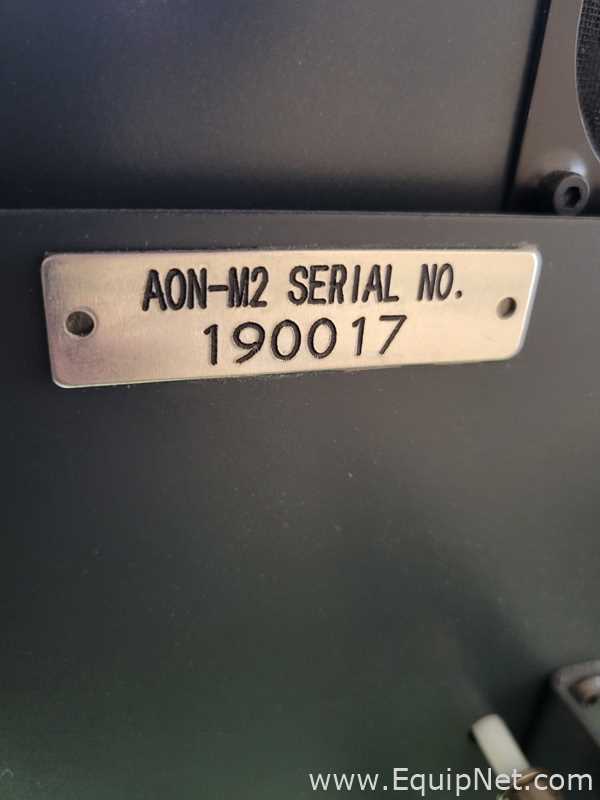 AON-M2 SERIAL NO.
190017
www.EquipNet.com